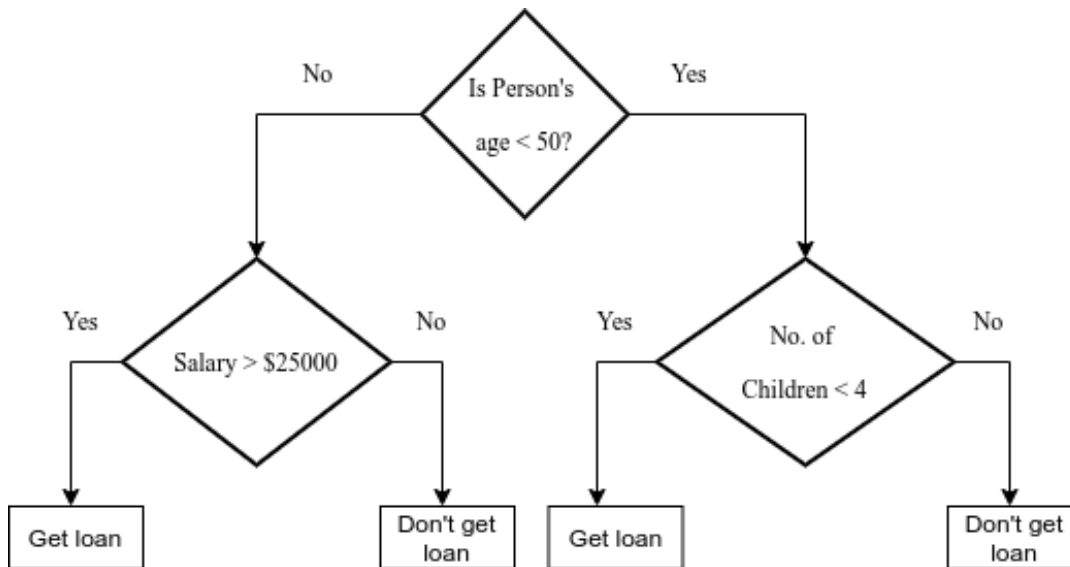 No
Yes
Is Person's
age < 50?
Yes
No
Yes
No
Salary > $25000
No. of
Children < 4
Get loan
Don't get
loan
Get loan
Don't get
loan